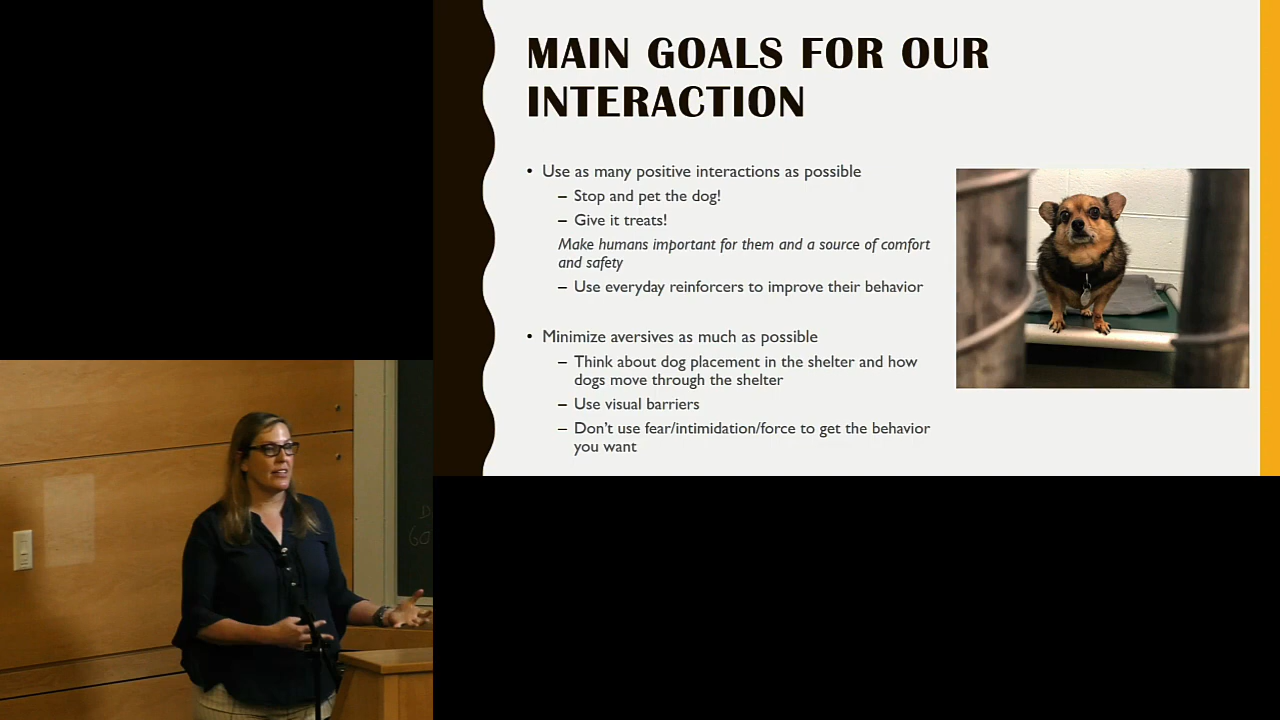 MAIN GOALS FOR OUR
INTERACTION
• Use as many positive interactions as possible
– Stop and pet the dog!
– Give it treats!
Make humans important for them and a source of comfort
and safety
– Use everyday reinforcers to improve their behavior
• Minimize aversives as much as possible
– Think about dog placement in the shelter and how
dogs move through the shelter
– Use visual barriers
– Don't use fear/intimidation/force to get the behavior
you want